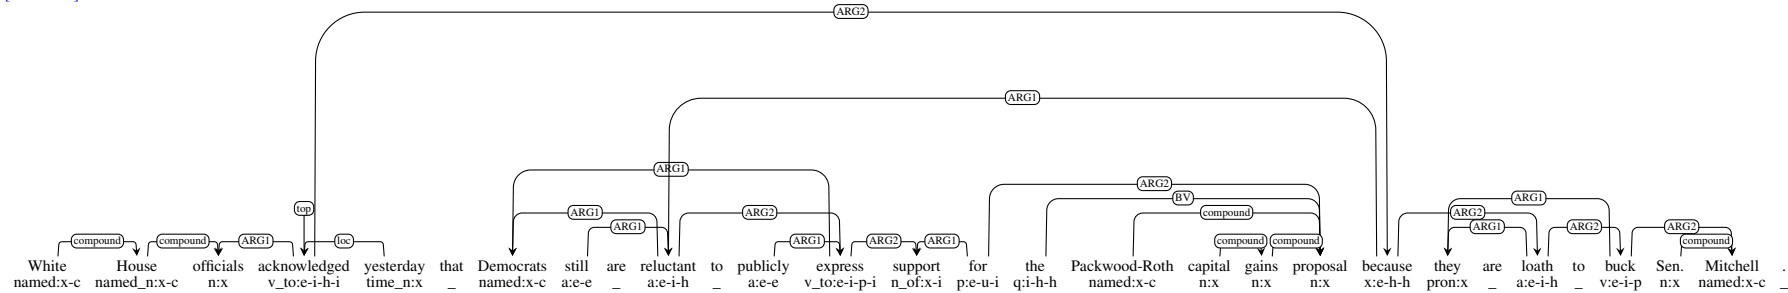 ARG2
ARG1
ARG1
ARG2
BV
ARG1
top
ARG1
ARG2
compound
ARG2
ARG1
ARG1
ARG2
compound
compound
ARG1
loc
ARG1
ARG2
ARG1
compound
compound
compound
White House officials acknowledged yesterday that Democrats still are reluctant to publicly express support for the Packwood-Roth capital gains proposal because they are loath to buck Sen. Mitchell .
named:x-c named_n:x-c n:x v_to:e-i-h-i time_n:x _ named:x-c a:e-e _ a:e-i-h _ a:e-e v_to:e-i-p-i n_of:x-i p:e-u-i q:i-h-h named:x-c n:x n:x n:x x:e-h-h pron:x _ a:e-i-h _ v:e-i-p n:x named:x-c _